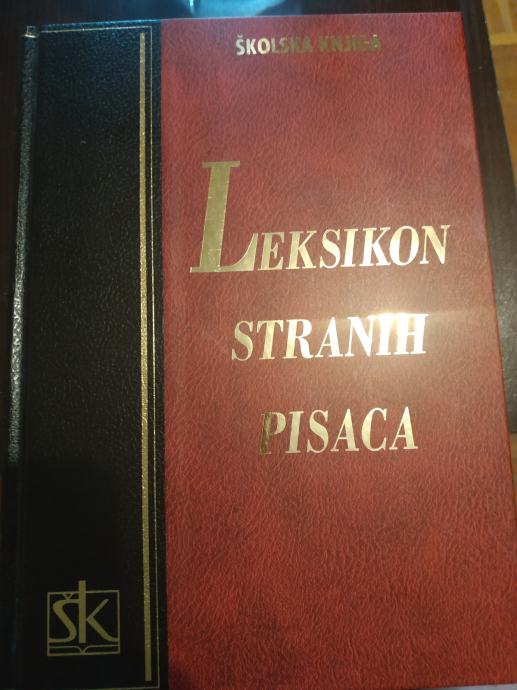 ŠKOLSKA KNJIGA
LEKSIKON
STRANIH
PISACA
ŠK